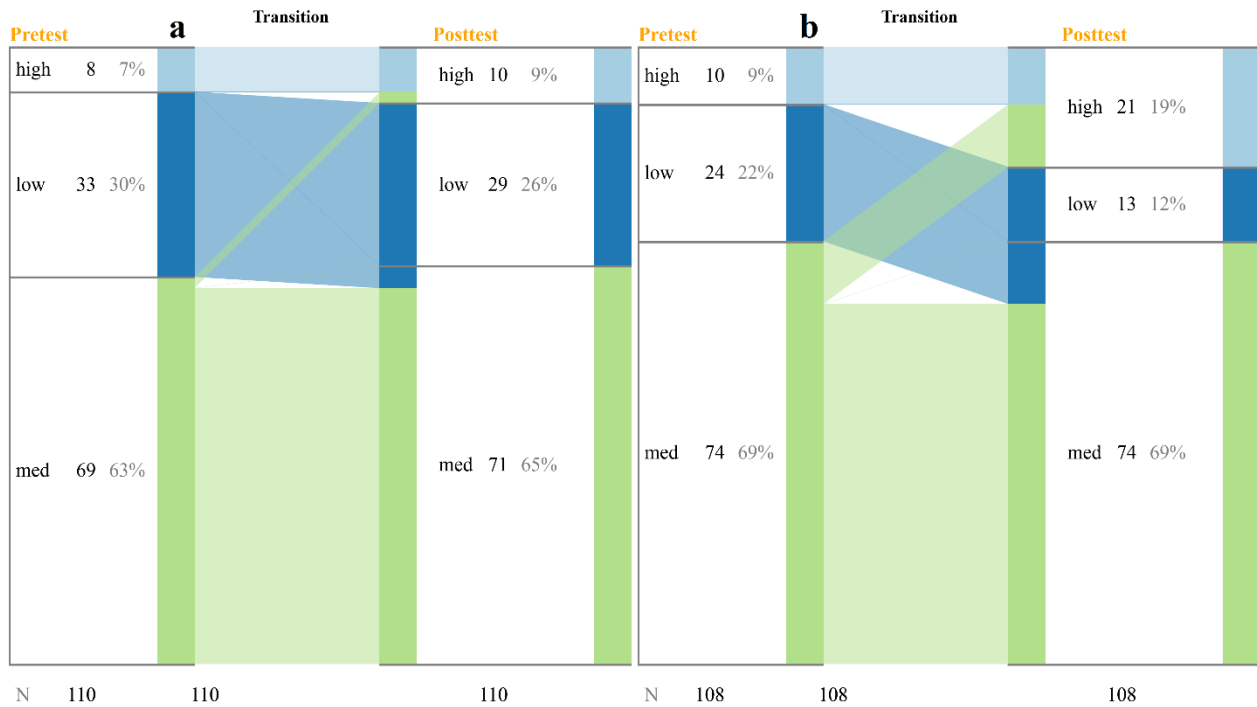 a
Transition
Pretest
Posttest
high 8 7%
high 10 9%
low 33 30%
low 29 26%
med 69 63%
med 71 65%
N 110 110 110
b
Transition
Pretest
Posttest
high 10 9%
high 21 19%
low 24 22%
low 13 12%
med 74 69%
med 74 69%
N 108 108 108